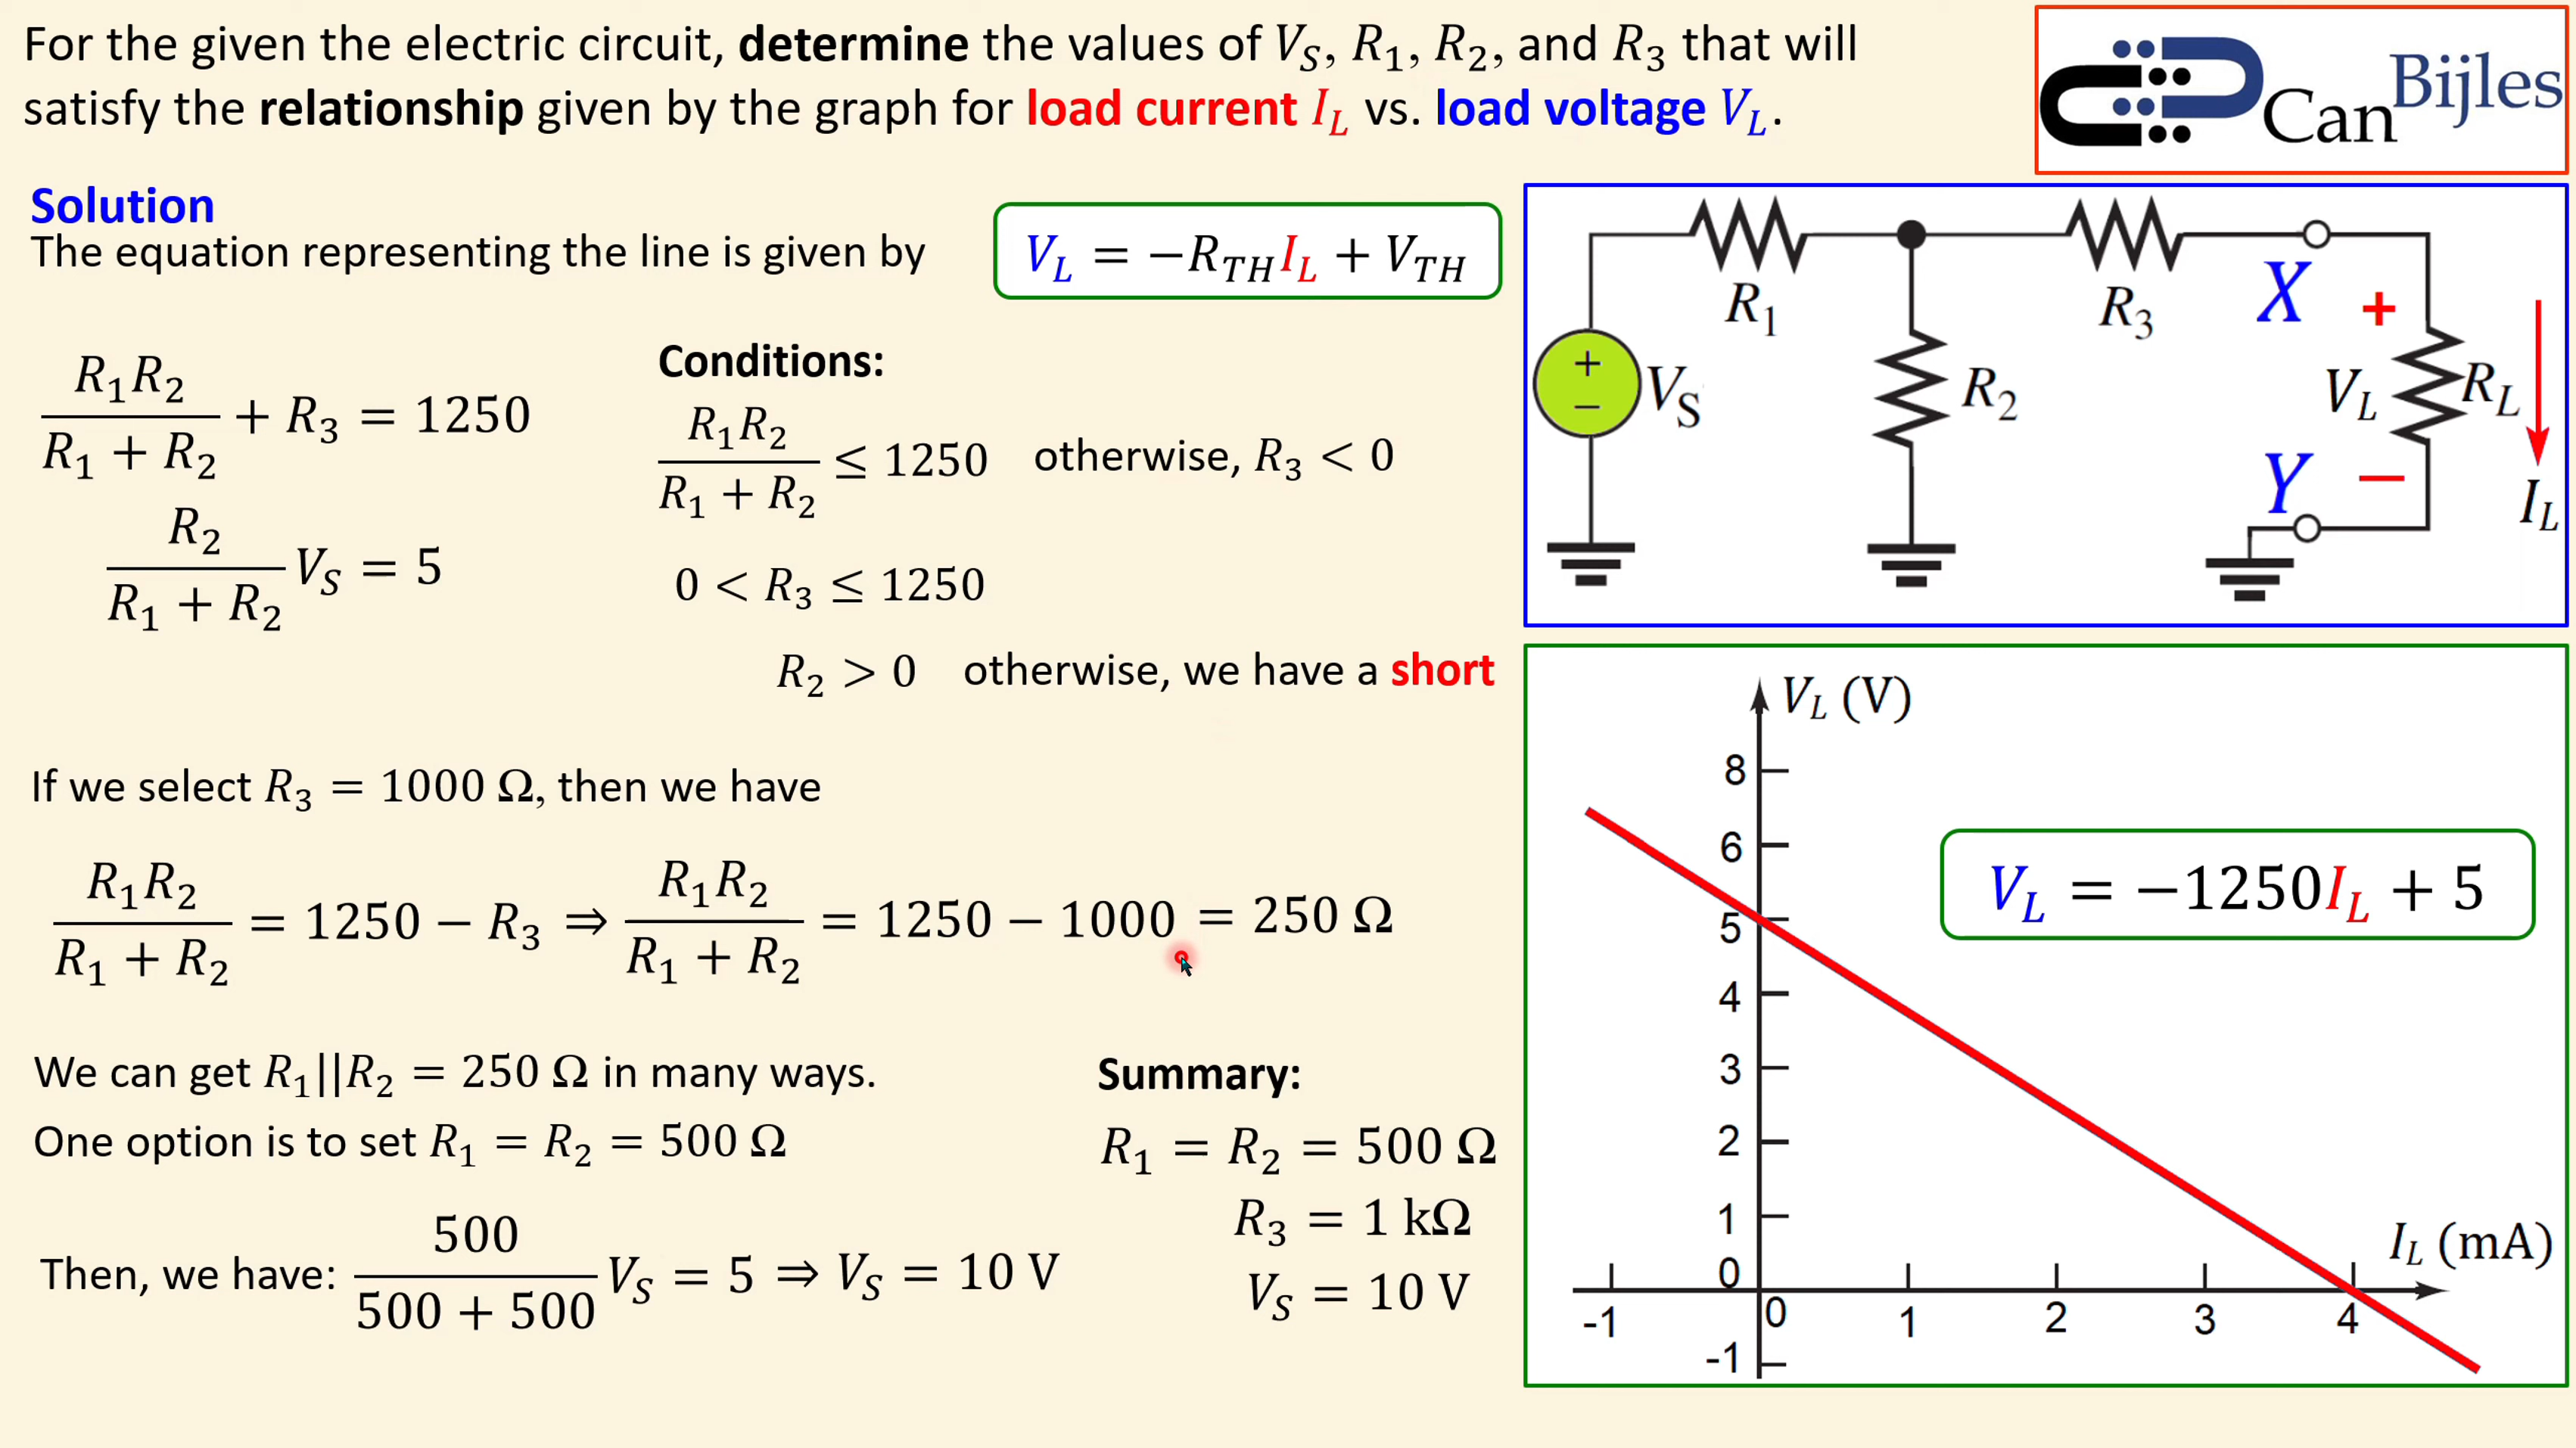 For the given the electric circuit, determine the values of V_S, R_1, R_2, and R_3 that will
satisfy the relationship given by the graph for load current I_L vs. load voltage V_L.
Can Bijles
Solution
The equation representing the line is given by
V_L = −R_TH I_L + V_TH
R_1R_2 / (R_1 + R_2) + R_3 = 1250
R_2 / (R_1 + R_2) V_S = 5
Conditions:
R_1R_2 / (R_1 + R_2) ≤ 1250 otherwise, R_3 < 0
0 < R_3 ≤ 1250
R_2 > 0 otherwise, we have a short
If we select R_3 = 1000 Ω, then we have
R_1R_2 / (R_1 + R_2) = 1250 − R_3 ⇒ R_1R_2 / (R_1 + R_2) = 1250 − 1000 = 250 Ω
We can get R_1||R_2 = 250 Ω in many ways.
One option is to set R_1 = R_2 = 500 Ω
Then, we have: 500 / (500 + 500) V_S = 5 ⇒ V_S = 10 V
Summary:
R_1 = R_2 = 500 Ω
R_3 = 1 kΩ
V_S = 10 V
R_1
R_3
X
+
+
−
V_S
R_2
V_L
R_L
Y
−
I_L
V_L (V)
8
6
5
4
3
2
1
0
-1
V_L = −1250I_L + 5
I_L (mA)
-1 0 1 2 3 4